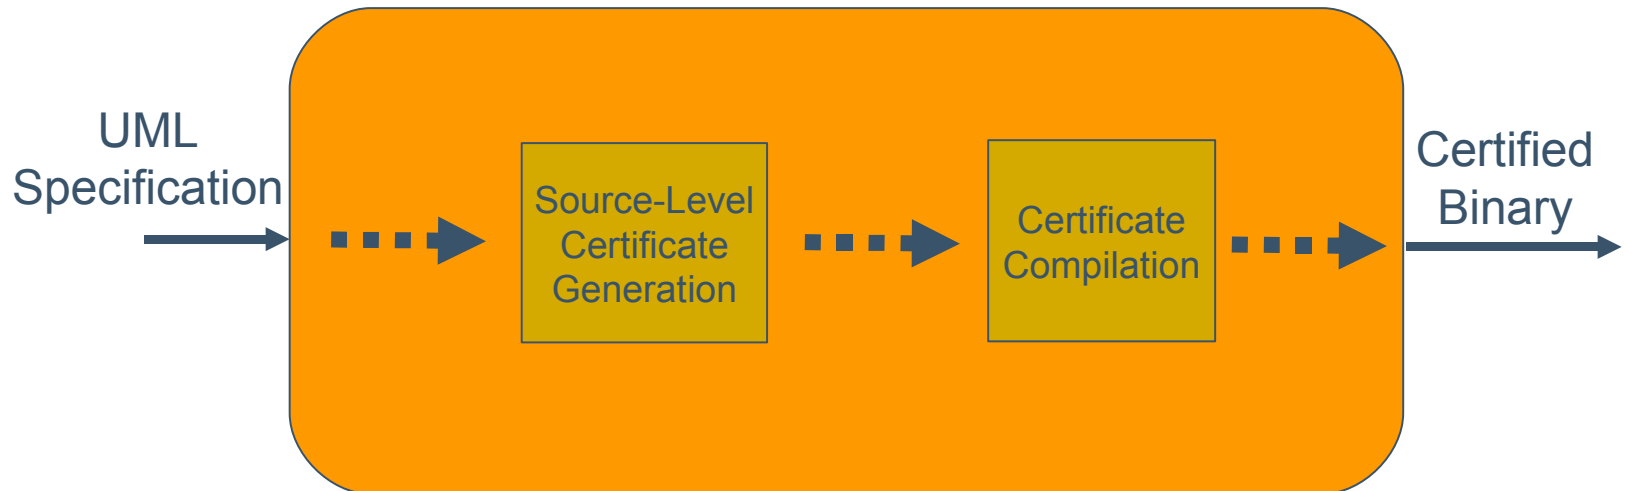 UML
Specification
Source-Level
Certificate
Generation
Certificate
Compilation
Certified
Binary